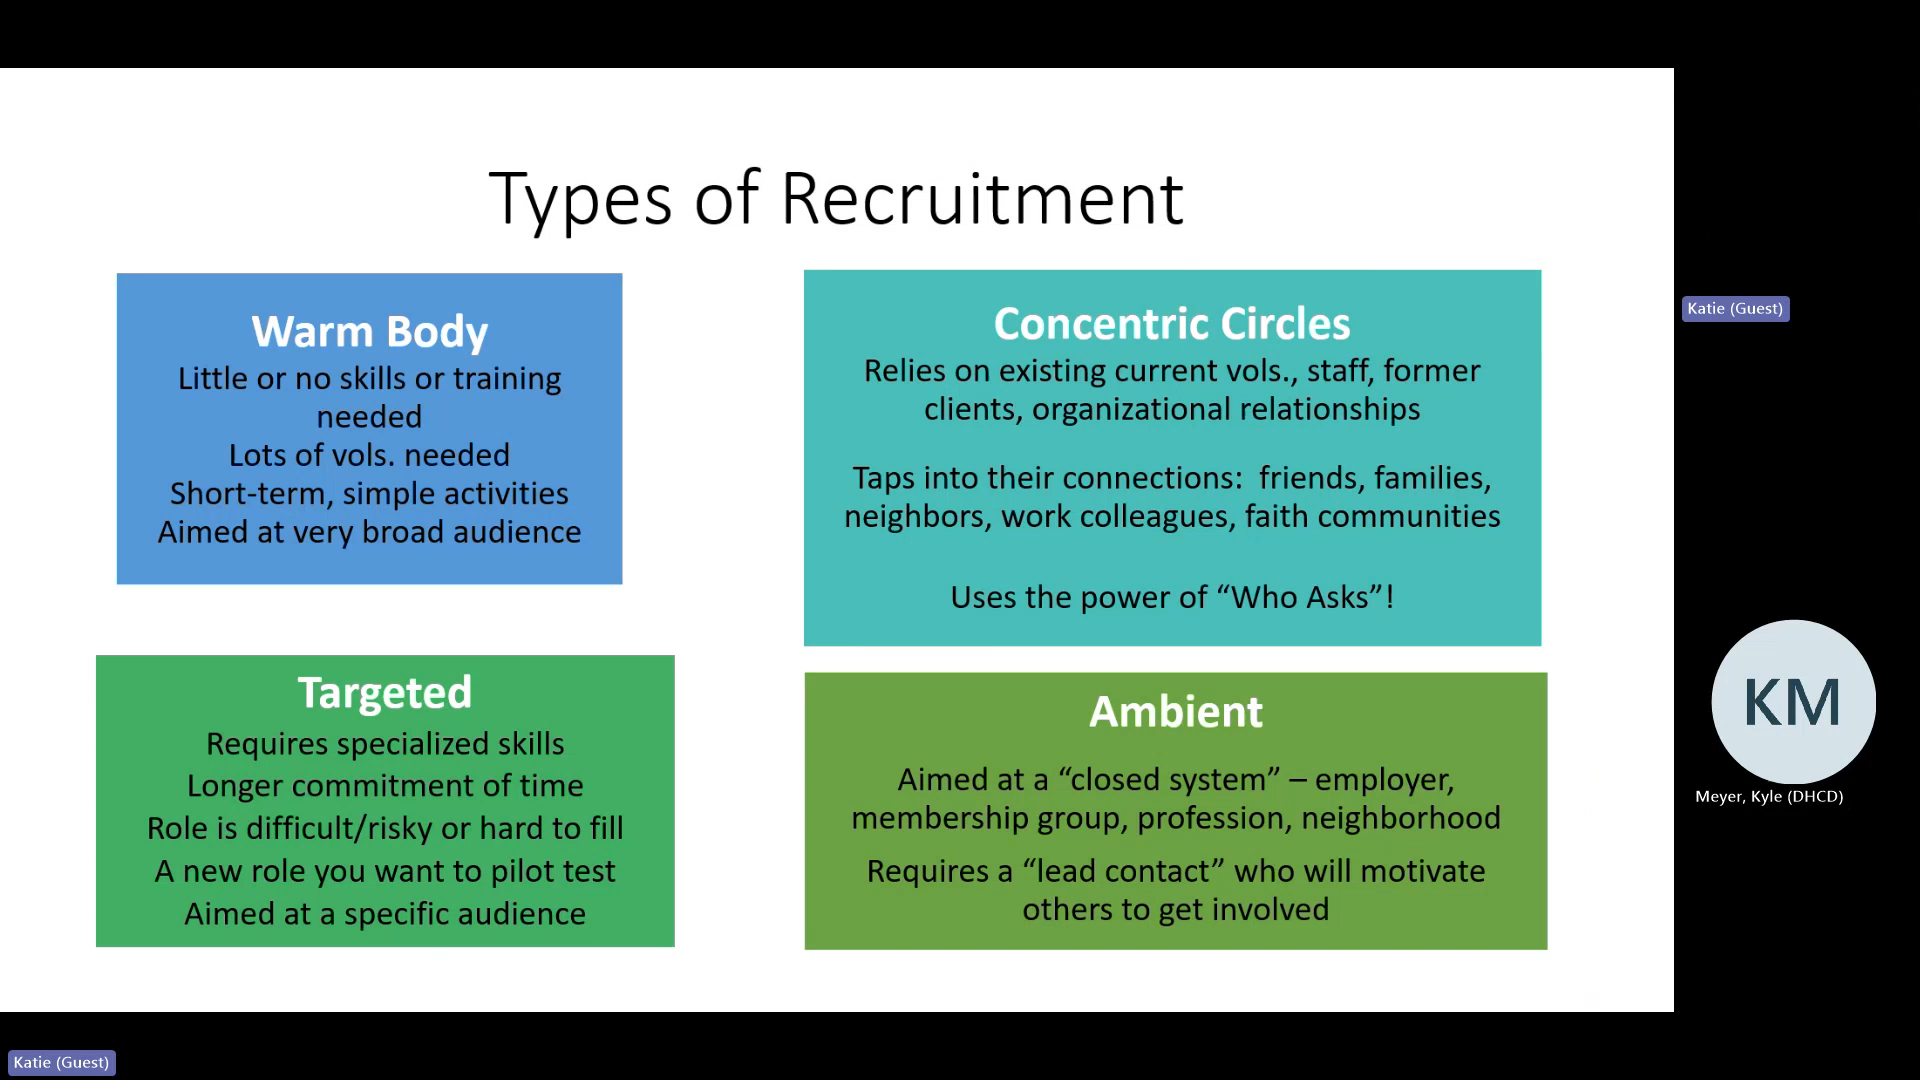 Types of Recruitment
Warm Body
Little or no skills or training
needed
Lots of vols. needed
Short-term, simple activities
Aimed at very broad audience
Concentric Circles
Relies on existing current vols., staff, former
clients, organizational relationships
Taps into their connections:  friends, families,
neighbors, work colleagues, faith communities
Uses the power of “Who Asks”!
Targeted
Requires specialized skills
Longer commitment of time
Role is difficult/risky or hard to fill
A new role you want to pilot test
Aimed at a specific audience
Ambient
Aimed at a “closed system” – employer,
membership group, profession, neighborhood
Requires a “lead contact” who will motivate
others to get involved
Katie (Guest)
KM
Meyer, Kyle (DHCD)
Katie (Guest)